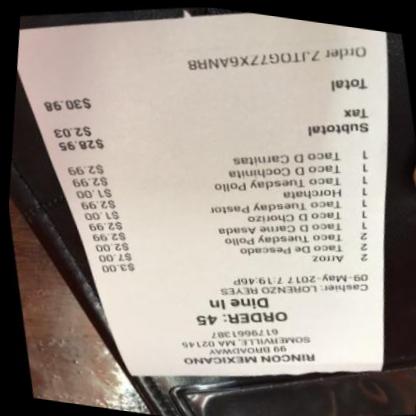 RINCON MEXICANO
99 BROADWAY
SOMERVILLE, MA 02145
6179661387
ORDER: 45
Dine In
Cashier: LORENZO REYES
09-May-2017 7:19:46P
2 Arroz $3.00
2 Taco De Pescado $7.00
2 Taco Tuesday Pollo $2.00
1 Taco D Carne Asada $2.99
1 Taco D Chorizo $2.99
1 Taco Tuesday Pastor $1.00
1 Horchata $2.99
1 Taco Tuesday Pollo $1.00
1 Taco D Cochinita $2.99
1 Taco D Carnitas $2.99
Subtotal $28.95
Tax $2.03
Total $30.98
Order 7JTQG7ZX6ANR8